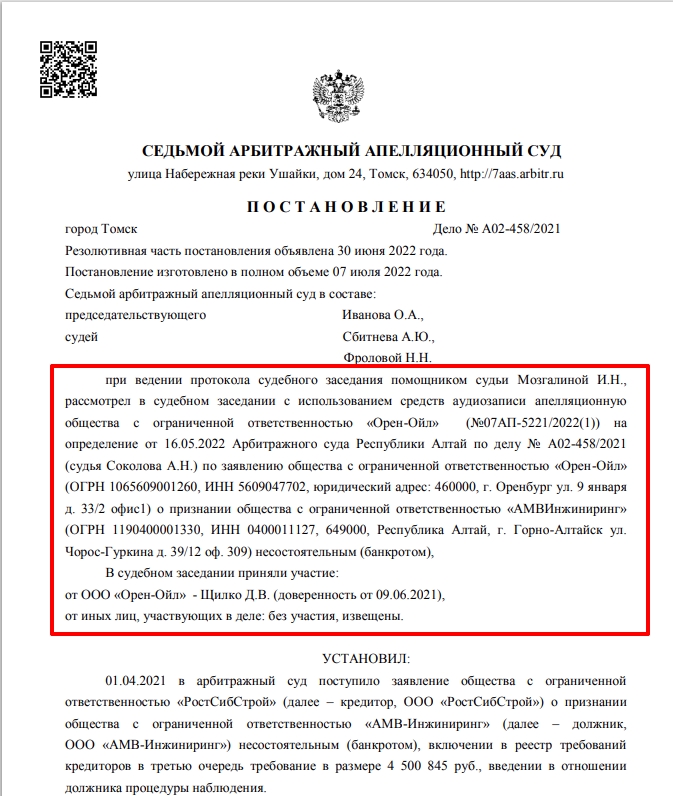 СЕДЬМОЙ АРБИТРАЖНЫЙ АПЕЛЛЯЦИОННЫЙ СУД
улица Набережная реки Ушайки, дом 24, Томск, 634050, http://7aas.arbitr.ru
П О С Т А Н О В Л Е Н И Е
город Томск Дело № А02-458/2021
Резолютивная часть постановления объявлена 30 июня 2022 года.
Постановление изготовлено в полном объеме 07 июля 2022 года.
Седьмой арбитражный апелляционный суд в составе:
председательствующего Иванова О.А.,
судей Сбитнева А.Ю.,
Фроловой Н.Н.
при ведении протокола судебного заседания помощником судьи Мозгалиной И.Н.,
рассмотрел в судебном заседании с использованием средств аудиозаписи апелляционную
общества с ограниченной ответственностью «Орен-Ойл» (№07АП-5221/2022(1)) на
определение от 16.05.2022 Арбитражного суда Республики Алтай по делу № А02-458/2021
(судья Соколова А.Н.) по заявлению общества с ограниченной ответственностью «Орен-Ойл»
(ОГРН 1065609001260, ИНН 5609047702, юридический адрес: 460000, г. Оренбург ул. 9 января
д. 33/2 офис1) о признании общества с ограниченной ответственностью «АМВИнжиниринг»
(ОГРН 1190400001330, ИНН 0400011127, 649000, Республика Алтай, г. Горно-Алтайск ул.
Чорос-Гуркина д. 39/12 оф. 309) несостоятельным (банкротом),
В судебном заседании приняли участие:
от ООО «Орен-Ойл» - Щилко Д.В. (доверенность от 09.06.2021),
от иных лиц, участвующих в деле: без участия, извещены.
УСТАНОВИЛ:
01.04.2021 в арбитражный суд поступило заявление общества с ограниченной
ответственностью «РостСибСтрой» (далее – кредитор, ООО «РостСибСтрой») о признании
общества с ограниченной ответственностью «АМВ-Инжиниринг» (далее – должник,
ООО «АМВ-Инжиниринг») несостоятельным (банкротом), включении в реестр требований
кредиторов в третью очередь требование в размере 4 500 845 руб., введении в отношении
должника процедуры наблюдения.